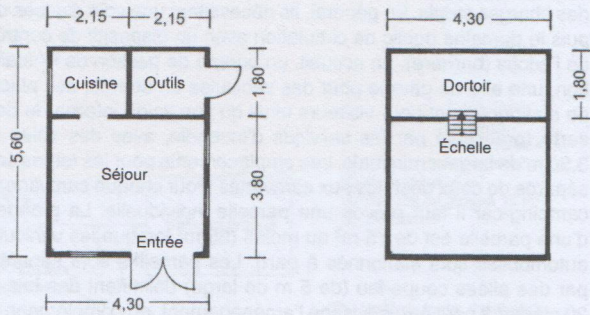 2,15 2,15
4,30
Cuisine Outils
1,80
Dortoir
1,80
Échelle
5,60
Séjour
3,80
Entrée
4,30